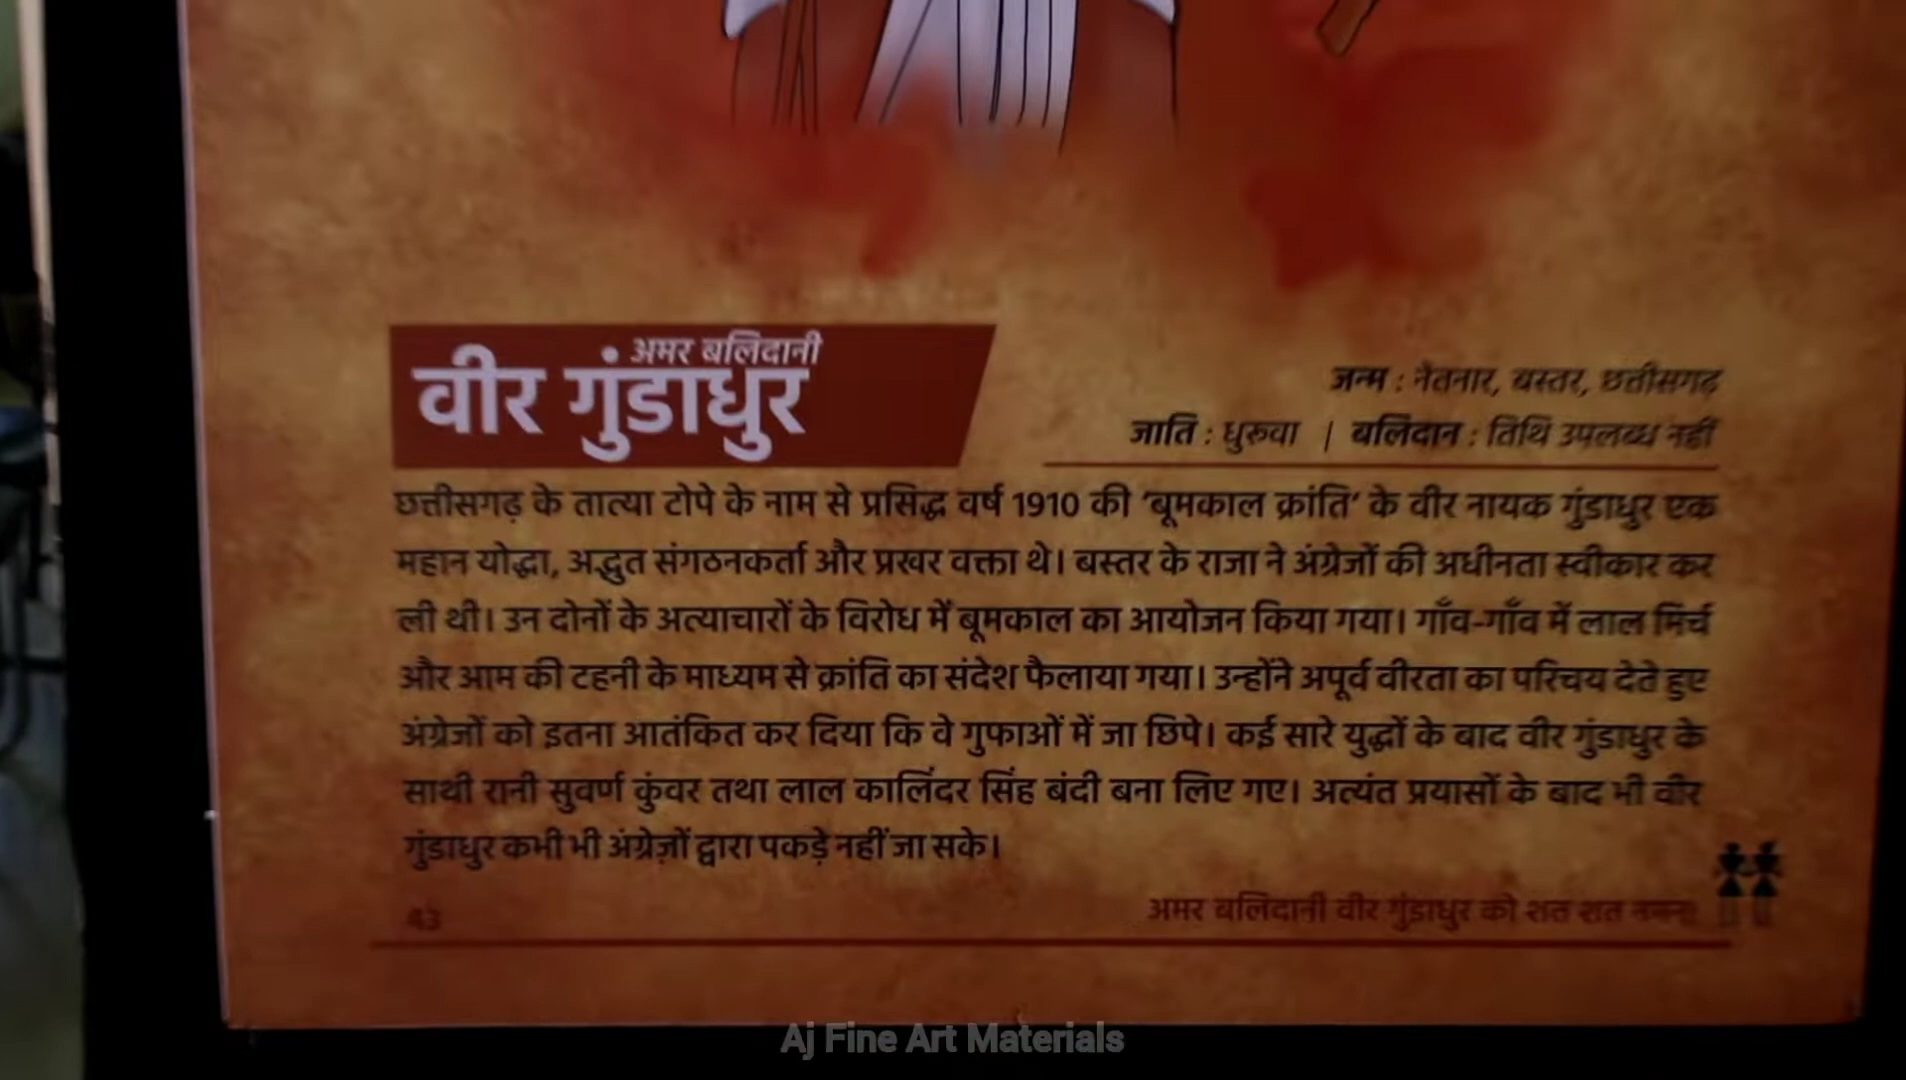 अमर बलिदानी
वीर गुंडाधुर
जन्म : नेतनार, बस्तर, छत्तीसगढ़
जाति : धुरूवा | बलिदान : तिथि उपलब्ध नहीं
छत्तीसगढ़ के तात्या टोपे के नाम से प्रसिद्ध वर्ष 1910 की 'बूमकाल क्रांति' के वीर नायक गुंडाधुर एक
महान योद्धा, अद्भुत संगठनकर्ता और प्रखर वक्ता थे। बस्तर के राजा ने अंग्रेजों की अधीनता स्वीकार कर
ली थी। उन दोनों के अत्याचारों के विरोध में बूमकाल का आयोजन किया गया। गाँव-गाँव में लाल मिर्च
और आम की टहनी के माध्यम से क्रांति का संदेश फैलाया गया। उन्होंने अपूर्व वीरता का परिचय देते हुए
अंग्रेजों को इतना आतंकित कर दिया कि वे गुफाओं में जा छिपे। कई सारे युद्धों के बाद वीर गुंडाधुर के
साथी रानी सुवर्ण कुंवर तथा लाल कालिंदर सिंह बंदी बना लिए गए। अत्यंत प्रयासों के बाद भी वीर
गुंडाधुर कभी भी अंग्रेज़ों द्वारा पकड़े नहीं जा सके।
43
अमर बलिदानी वीर गुंडाधुर को शत शत नमन!
Aj Fine Art Materials